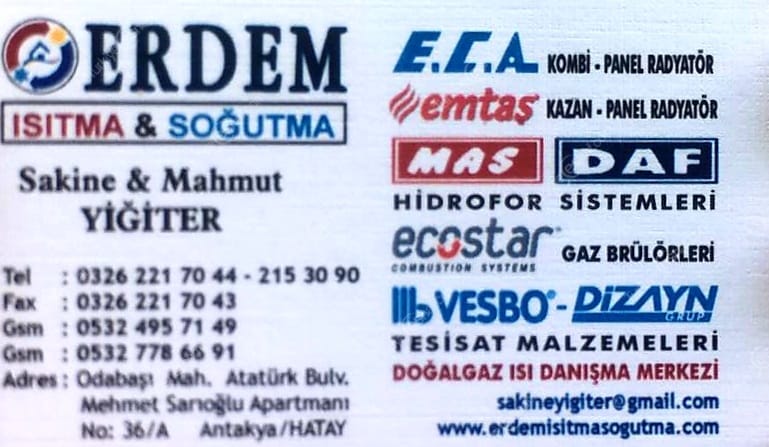 ERDEM
ISITMA & SOĞUTMA
Sakine & Mahmut
YİĞİTER
Tel : 0326 221 70 44 - 215 30 90
Fax : 0326 221 70 43
Gsm : 0532 495 71 49
Gsm : 0532 778 66 91
Adres : Odabaşı Mah. Atatürk Bulv.
Mehmet Sarıoğlu Apartmanı
No: 36/A Antakya/HATAY
E.C.A. KOMBİ - PANEL RADYATÖR
emtaş KAZAN - PANEL RADYATÖR
MAS DAF
HİDROFOR SİSTEMLERİ
ecostar GAZ BRÜLÖRLERİ
COMBUSTION SYSTEMS
VESBO® - DİZAYN
GRUP
TESİSAT MALZEMELERİ
DOĞALGAZ ISI DANIŞMA MERKEZİ
sakineyigiter@gmail.com
www.erdemisitmasogutma.com